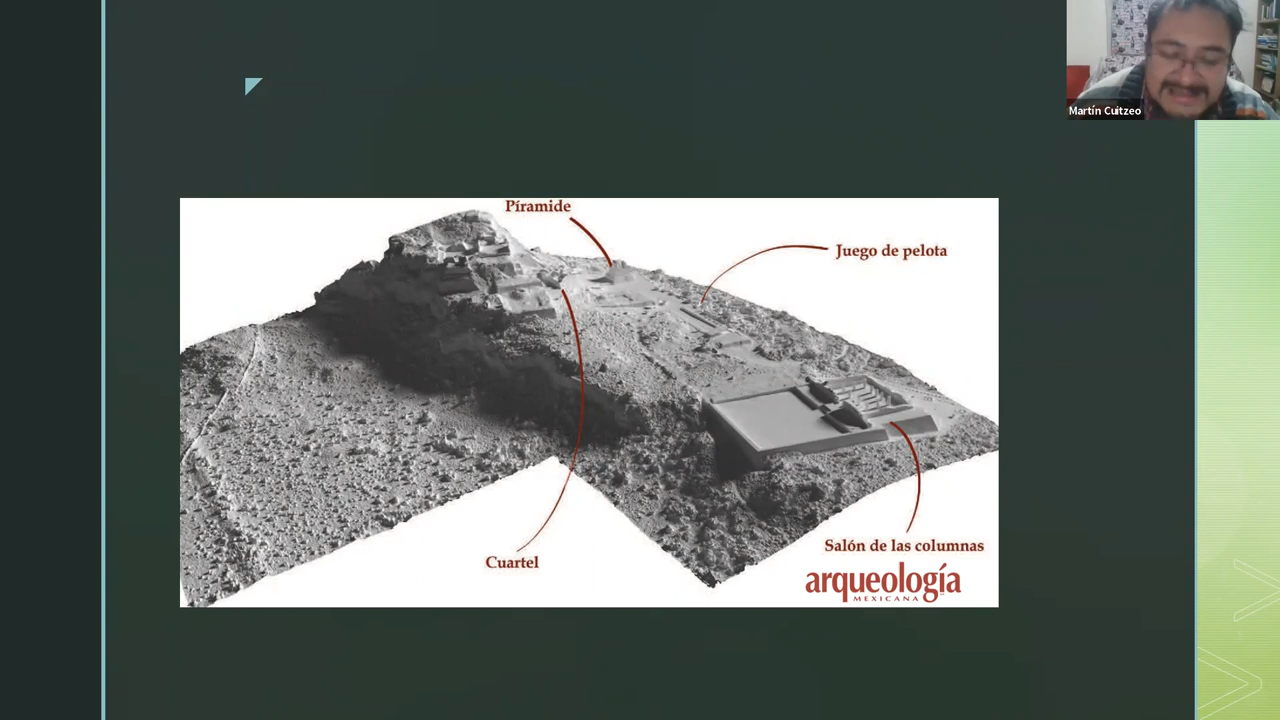 Martín Cuitzeo
Píramide
Juego de pelota
Cuartel
Salón de las columnas
arqueología
MEXICANA